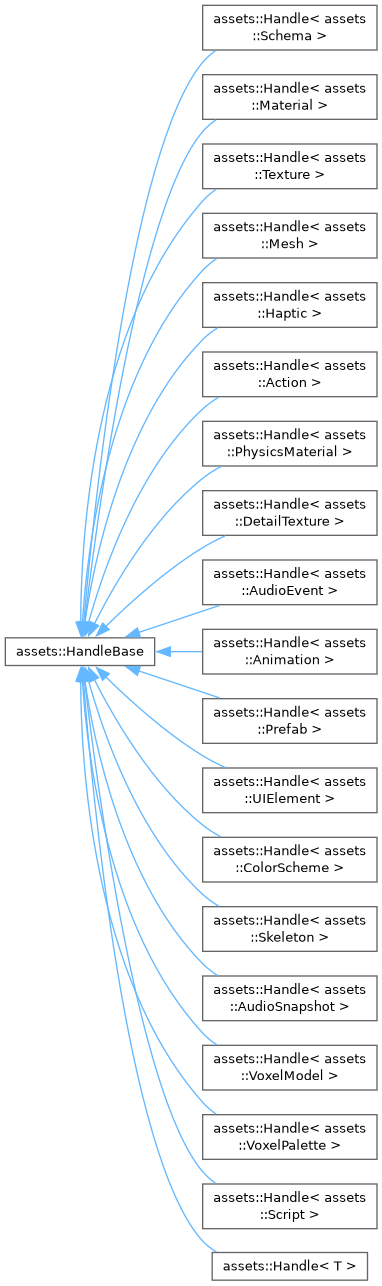 assets::Handle< assets
::Schema >
assets::Handle< assets
::Material >
assets::Handle< assets
::Texture >
assets::Handle< assets
::Mesh >
assets::Handle< assets
::Haptic >
assets::Handle< assets
::Action >
assets::Handle< assets
::PhysicsMaterial >
assets::Handle< assets
::DetailTexture >
assets::Handle< assets
::AudioEvent >
assets::HandleBase
assets::Handle< assets
::Animation >
assets::Handle< assets
::Prefab >
assets::Handle< assets
::UIElement >
assets::Handle< assets
::ColorScheme >
assets::Handle< assets
::Skeleton >
assets::Handle< assets
::AudioSnapshot >
assets::Handle< assets
::VoxelModel >
assets::Handle< assets
::VoxelPalette >
assets::Handle< assets
::Script >
assets::Handle< T >